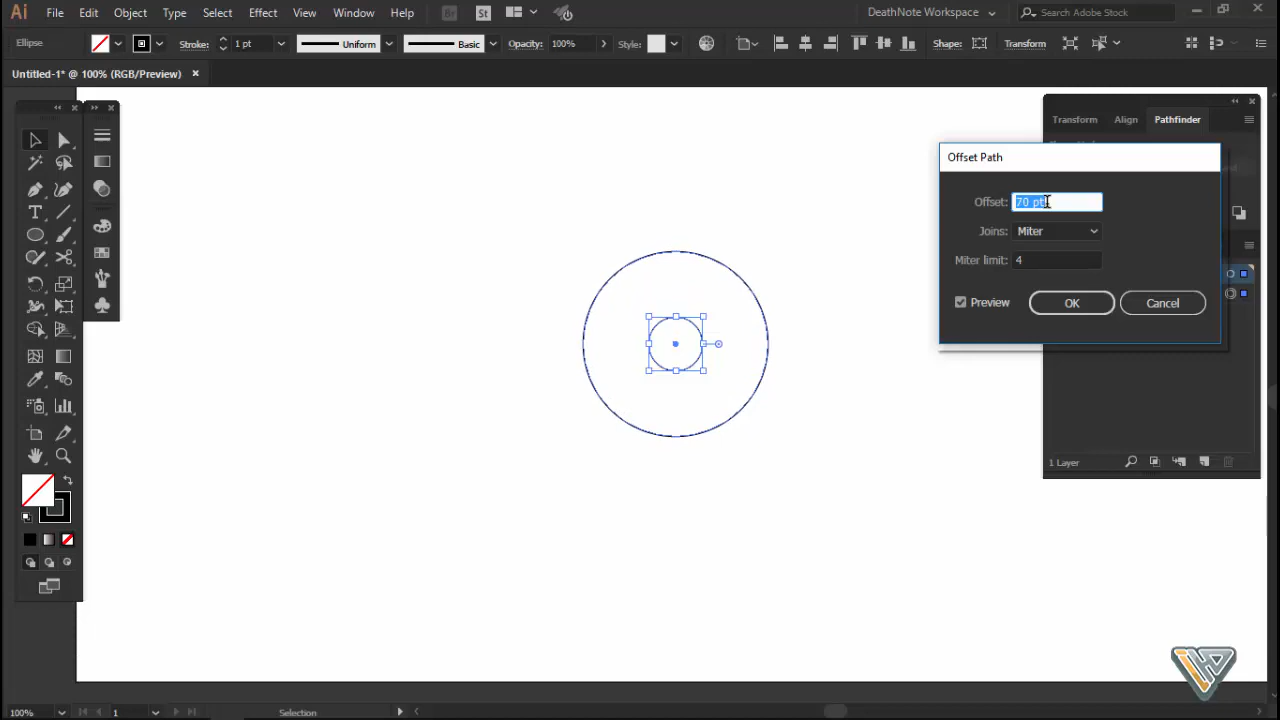 Ai File Edit Object Type Select Effect View Window Help Br St DeathNote Workspace Search Adobe Stock
Ellipse Stroke: 1 pt Uniform Basic Opacity: 100% Style: Shape: Transform
Untitled-1* @ 100% (RGB/Preview)
Transform Align Pathfinder
Offset Path
Offset: 70 pt
Joins: Miter
Miter limit: 4
Preview OK Cancel
1 Layer
100% 1 Selection